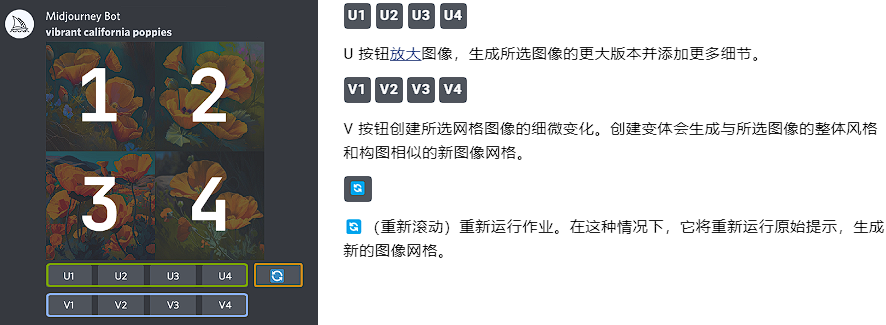 Midjourney Bot
vibrant california poppies
1 2
3 4
U1 U2 U3 U4
V1 V2 V3 V4
U1 U2 U3 U4
U 按钮放大图像，生成所选图像的更大版本并添加更多细节。
V1 V2 V3 V4
V 按钮创建所选网格图像的细微变化。创建变体会生成与所选图像的整体风格
和构图相似的新图像网格。
（重新滚动）重新运行作业。在这种情况下，它将重新运行原始提示，生成
新的图像网格。